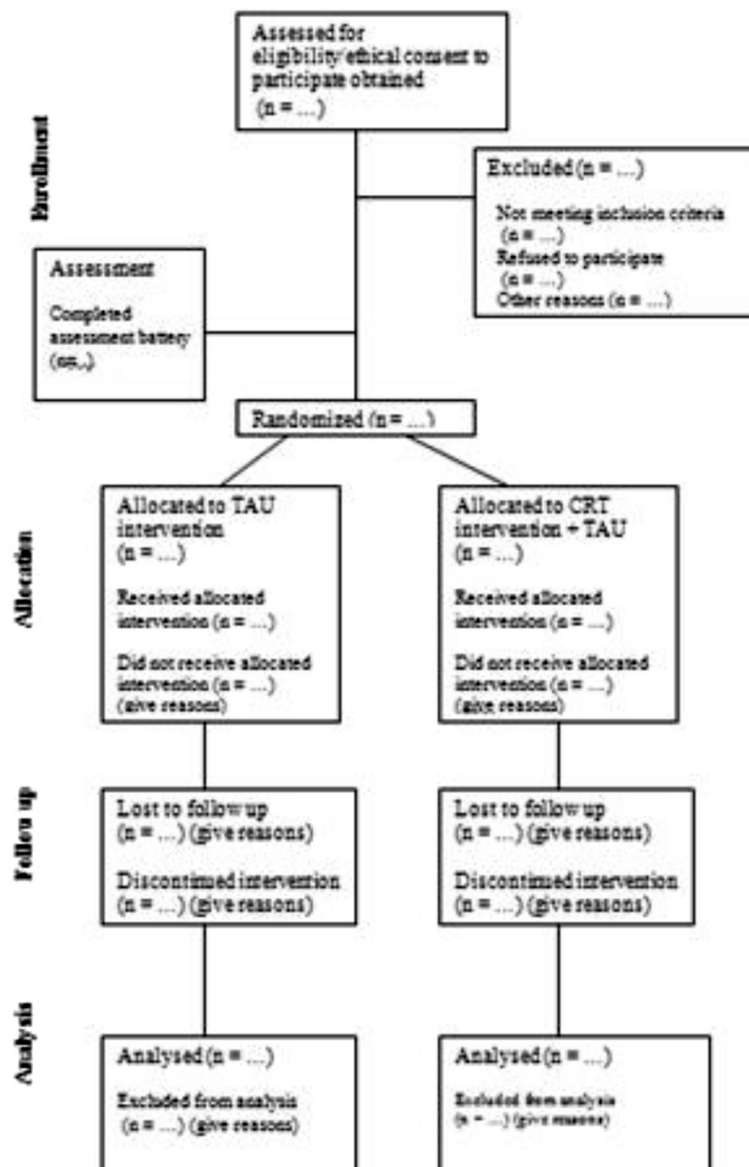 Assessed for
eligibility/ethical consent to
participate obtained
(n = ...)
Enrollment
Excluded (n = ...)
Not meeting inclusion criteria
(n = ...)
Refused to participate
(n = ...)
Other reasons (n = ...)
Assessment
Completed
assessment battery
(n=...)
Randomized (n = ...)
Allocation
Allocated to TAU
intervention
(n = ...)
Received allocated
intervention (n = ...)
Did not receive allocated
intervention (n = ...)
(give reasons)
Allocated to CRT
intervention + TAU
(n = ...)
Received allocated
intervention (n = ...)
Did not receive allocated
intervention (n = ...)
(give reasons)
Follow up
Lost to follow up
(n = ...) (give reasons)
Discontinued intervention
(n = ...) (give reasons)
Lost to follow up
(n = ...) (give reasons)
Discontinued intervention
(n = ...) (give reasons)
Analysis
Analysed (n = ...)
Excluded from analysis
(n = ...) (give reasons)
Analysed (n = ...)
Excluded from analysis
(n = ...) (give reasons)